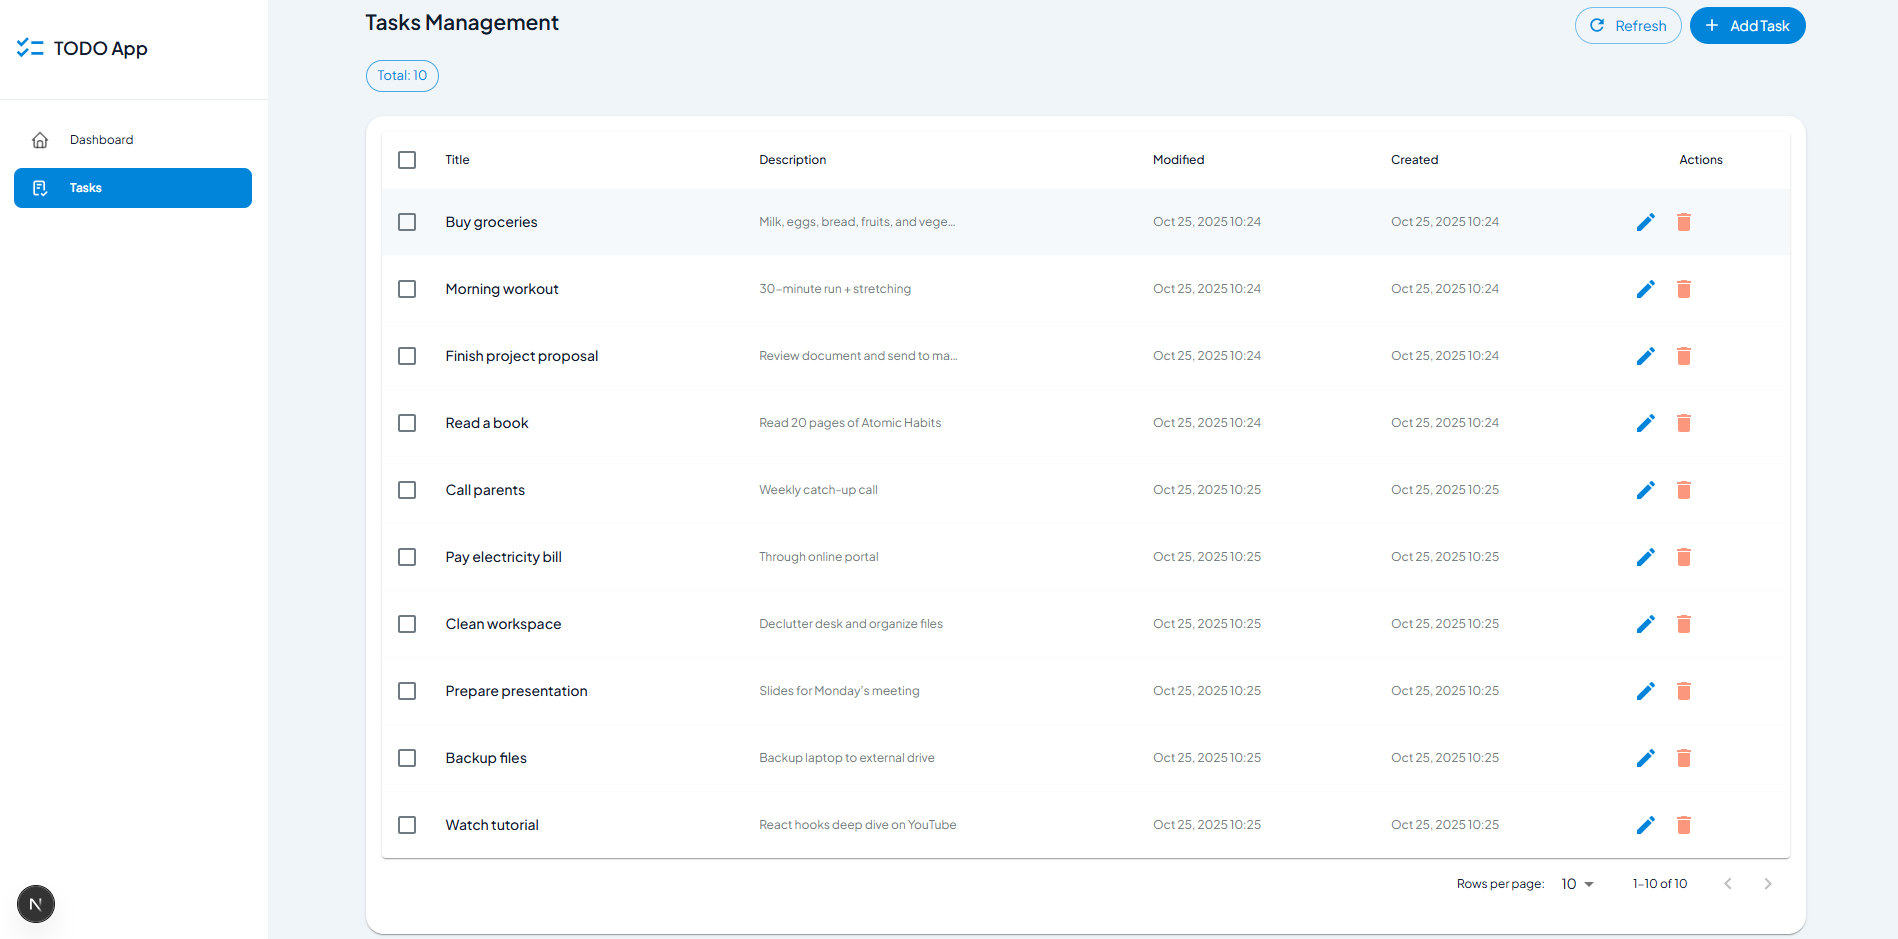 TODO App
Dashboard
Tasks
Tasks Management
Refresh
Add Task
Total: 10
Title Description Modified Created Actions
Buy groceries Milk, eggs, bread, fruits, and vege... Oct 25, 2025 10:24 Oct 25, 2025 10:24
Morning workout 30-minute run + stretching Oct 25, 2025 10:24 Oct 25, 2025 10:24
Finish project proposal Review document and send to ma... Oct 25, 2025 10:24 Oct 25, 2025 10:24
Read a book Read 20 pages of Atomic Habits Oct 25, 2025 10:24 Oct 25, 2025 10:24
Call parents Weekly catch-up call Oct 25, 2025 10:25 Oct 25, 2025 10:25
Pay electricity bill Through online portal Oct 25, 2025 10:25 Oct 25, 2025 10:25
Clean workspace Declutter desk and organize files Oct 25, 2025 10:25 Oct 25, 2025 10:25
Prepare presentation Slides for Monday's meeting Oct 25, 2025 10:25 Oct 25, 2025 10:25
Backup files Backup laptop to external drive Oct 25, 2025 10:25 Oct 25, 2025 10:25
Watch tutorial React hooks deep dive on YouTube Oct 25, 2025 10:25 Oct 25, 2025 10:25
Rows per page: 10 1–10 of 10
N